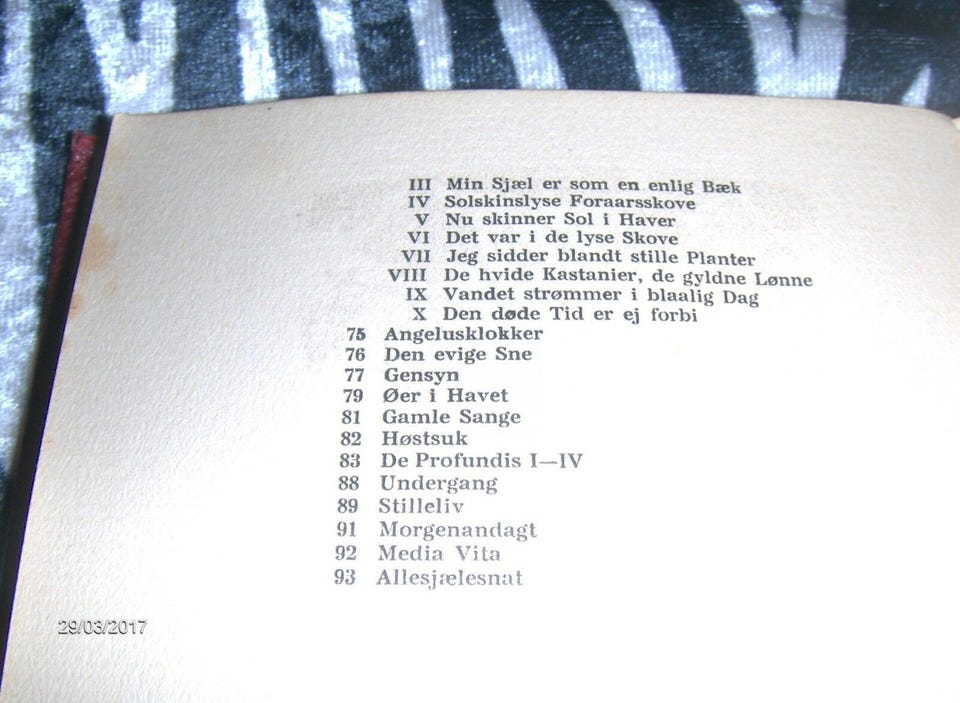 III Min Sjæl er som en enlig Bæk
IV Solskinslyse Foraarsskove
V Nu skinner Sol i Haver
VI Det var i de lyse Skove
VII Jeg sidder blandt stille Planter
VIII De hvide Kastanier, de gyldne Lønne
IX Vandet strømmer i blaalig Dag
X Den døde Tid er ej forbi
75 Angelusklokker
76 Den evige Sne
77 Gensyn
79 Øer i Havet
81 Gamle Sange
82 Høstsuk
83 De Profundis I—IV
88 Undergang
89 Stilleliv
91 Morgenandagt
92 Media Vita
93 Allesjælesnat
29/03/2017